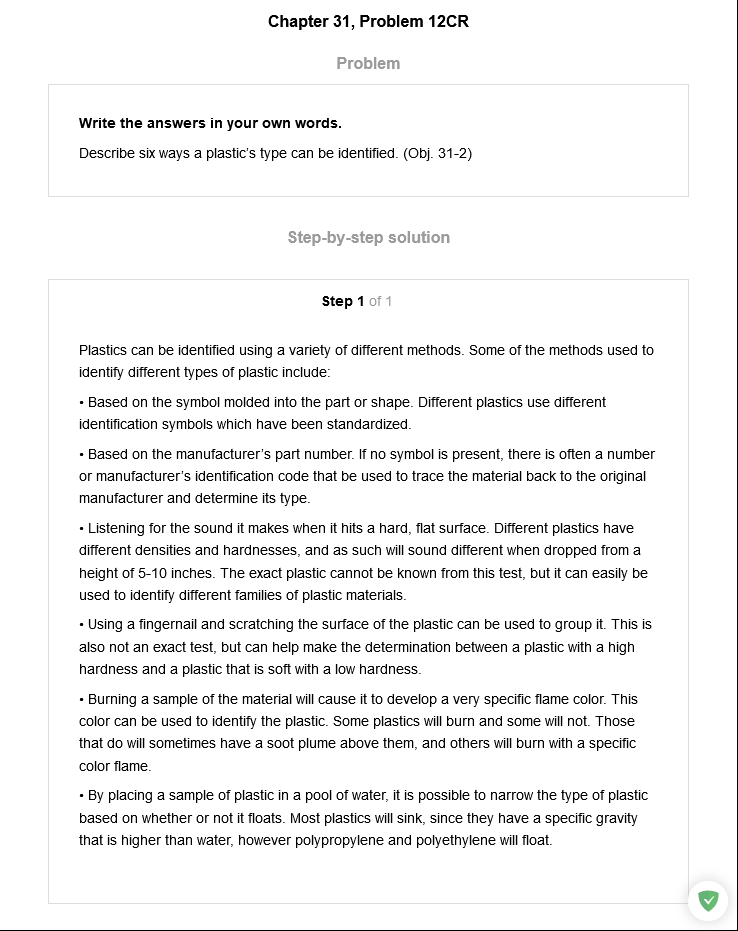 Chapter 31, Problem 12CR
Problem
Write the answers in your own words.
Describe six ways a plastic's type can be identified. (Obj. 31-2)
Step-by-step solution
Step 1 of 1
Plastics can be identified using a variety of different methods. Some of the methods used to
identify different types of plastic include:
• Based on the symbol molded into the part or shape. Different plastics use different
identification symbols which have been standardized.
• Based on the manufacturer's part number. If no symbol is present, there is often a number
or manufacturer's identification code that be used to trace the material back to the original
manufacturer and determine its type.
• Listening for the sound it makes when it hits a hard, flat surface. Different plastics have
different densities and hardnesses, and as such will sound different when dropped from a
height of 5-10 inches. The exact plastic cannot be known from this test, but it can easily be
used to identify different families of plastic materials.
• Using a fingernail and scratching the surface of the plastic can be used to group it. This is
also not an exact test, but can help make the determination between a plastic with a high
hardness and a plastic that is soft with a low hardness.
• Burning a sample of the material will cause it to develop a very specific flame color. This
color can be used to identify the plastic. Some plastics will burn and some will not. Those
that do will sometimes have a soot plume above them, and others will burn with a specific
color flame.
• By placing a sample of plastic in a pool of water, it is possible to narrow the type of plastic
based on whether or not it floats. Most plastics will sink, since they have a specific gravity
that is higher than water, however polypropylene and polyethylene will float.